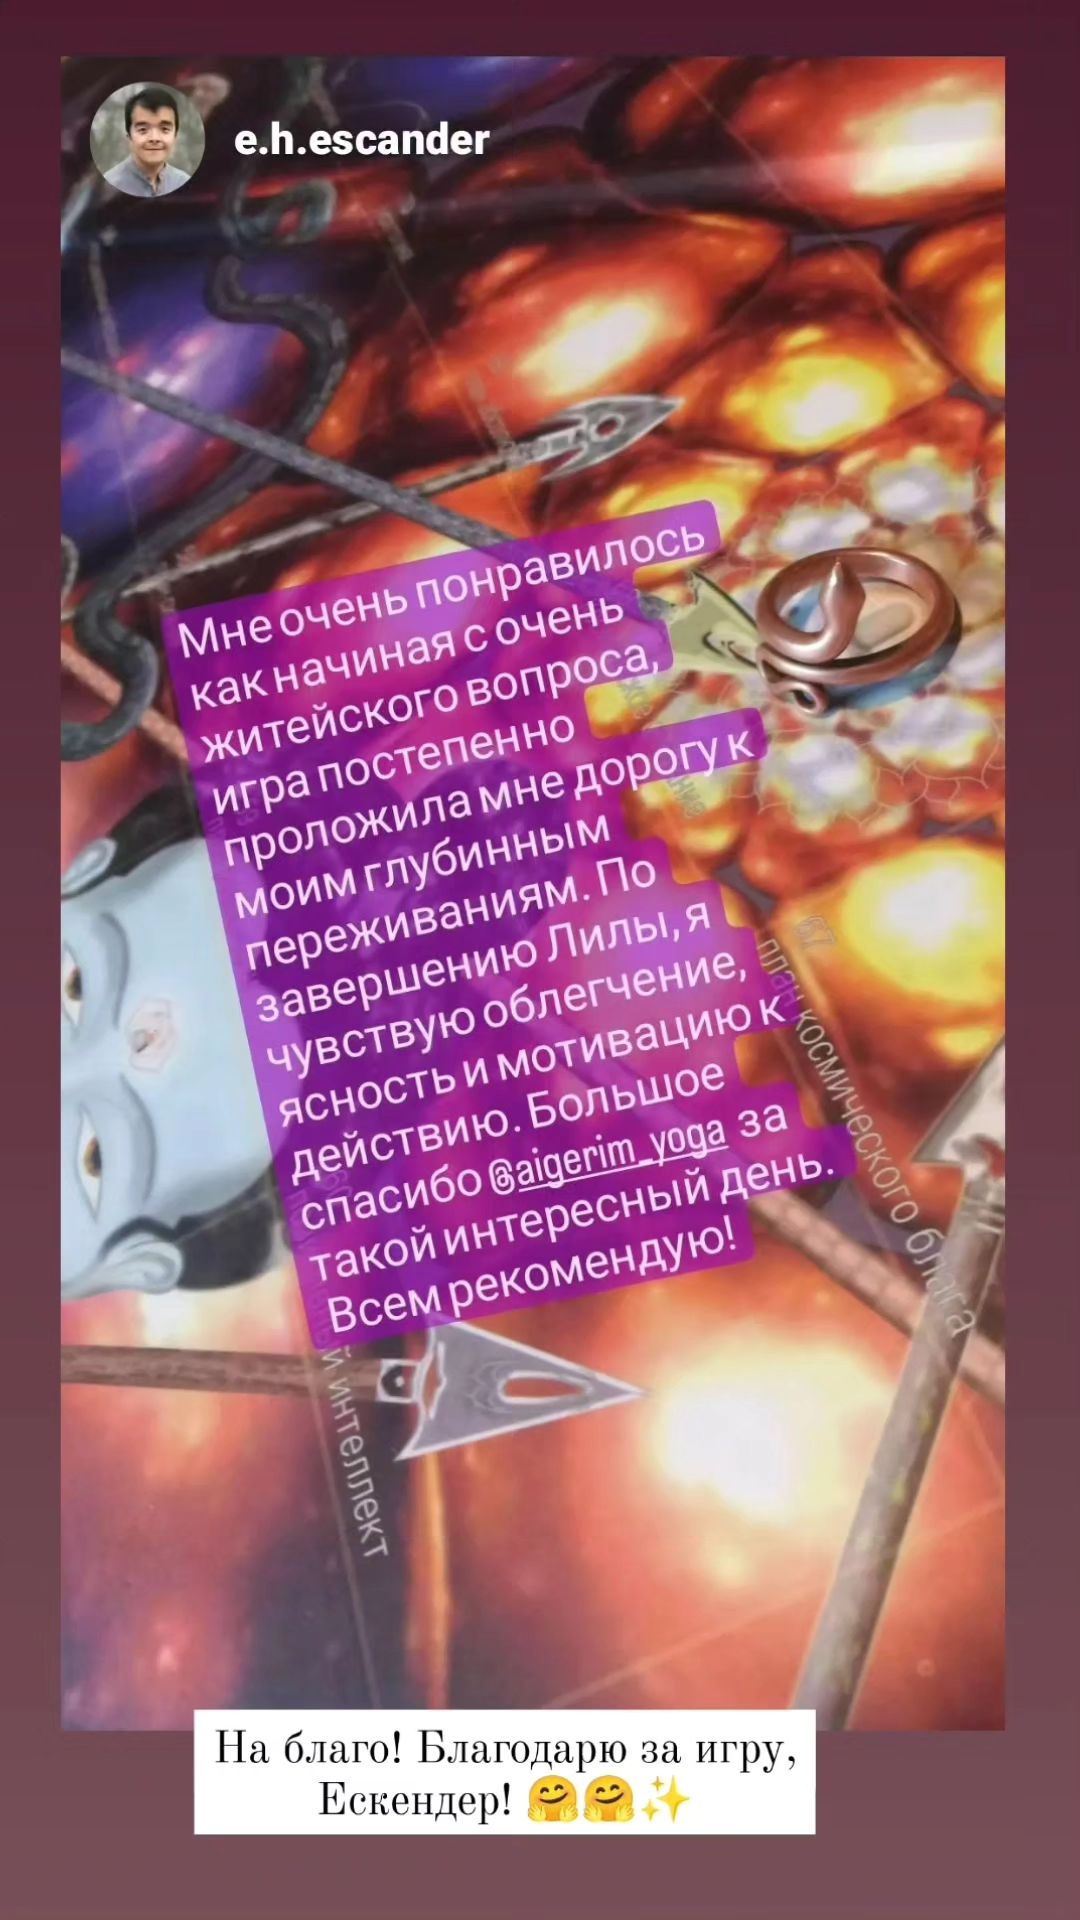 e.h.escander
Мне очень понравилось
как начиная с очень
житейского вопроса,
игра постепенно
проложила мне дорогу к
моим глубинным
переживаниям. По
завершению Лилы, я
чувствую облегчение,
ясность и мотивацию к
действию. Большое
спасибо @aigerim_yoga за
такой интересный день.
Всем рекомендую!
67
план космического блага
интеллект
На благо! Благодарю за игру,
Ескендер! 🤗🤗✨